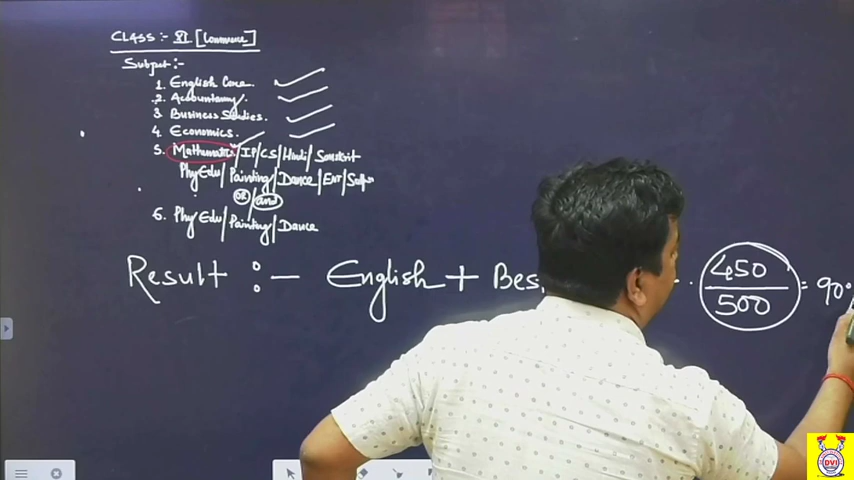 CLASS :- XI [Commerce]
Subject :-
1. English Core
2. Accountancy
3 Business Studies
4. Economics
5. Mathematics / IP / CS / Hindi / Sanskrit
Phy Edu / Painting / Dance / ENT /
OR / and
6. Phy Edu / Painting / Dance
Result :- English + Bes
450
500
= 90
DVI